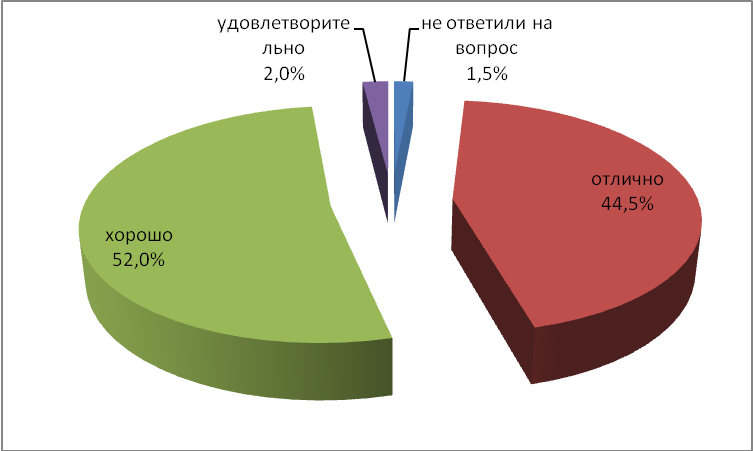 удовлетворите
льно
2,0%
не ответили на
вопрос
1,5%
отлично
44,5%
хорошо
52,0%